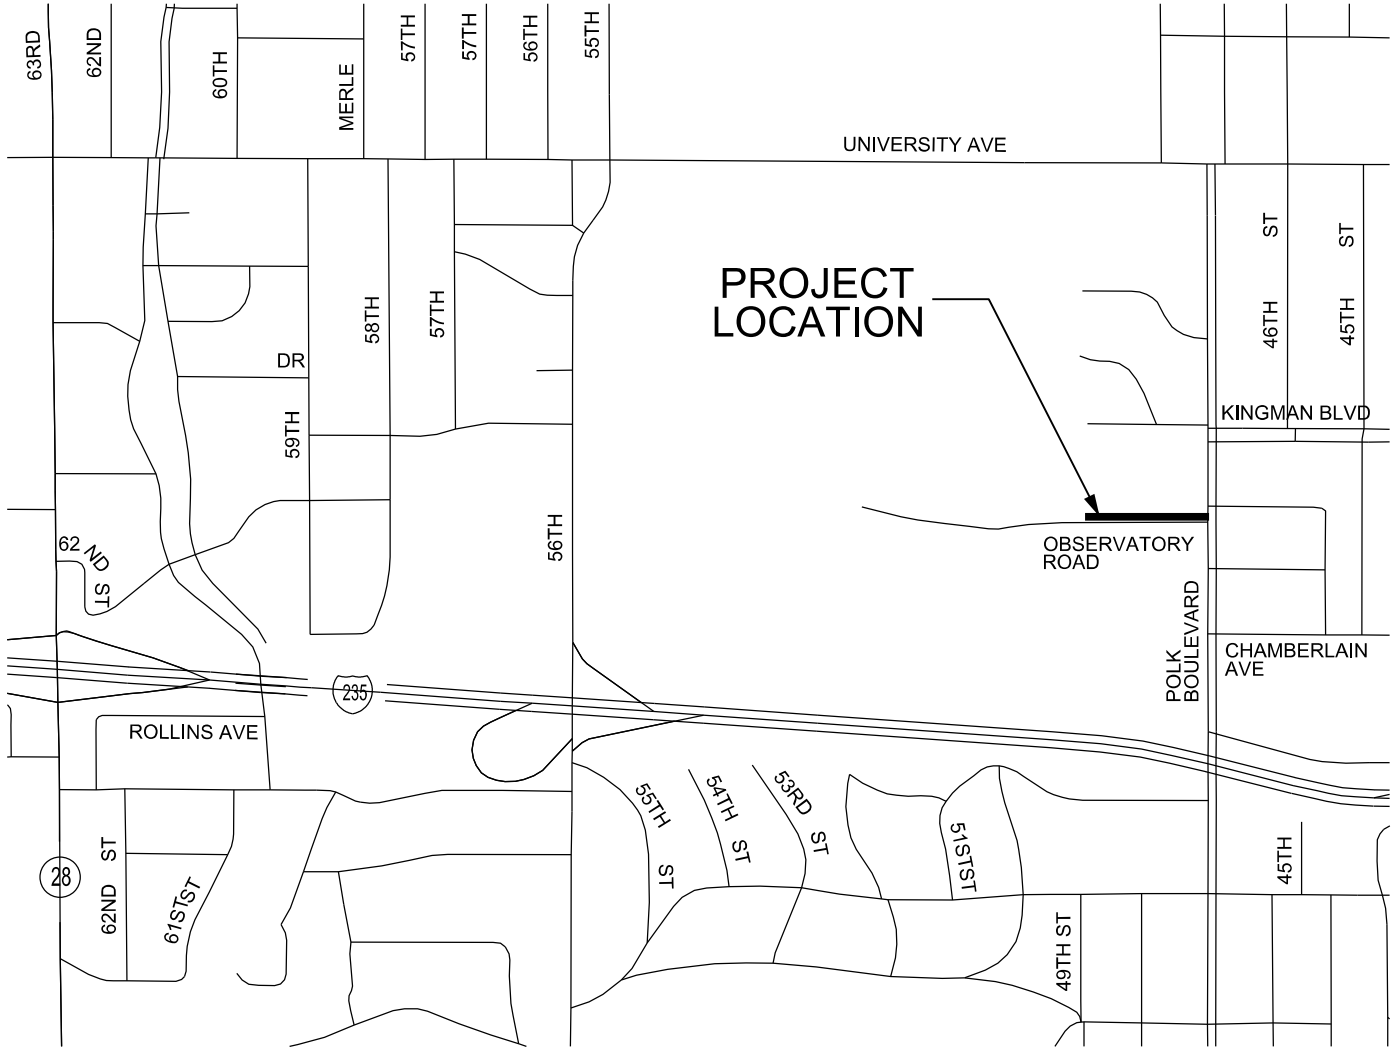 63RD
62ND
60TH
MERLE
57TH
57TH
56TH
55TH
UNIVERSITY AVE
PROJECT
LOCATION
46TH ST
45TH ST
58TH
57TH
DR
59TH
KINGMAN BLVD
56TH
62 ND ST
OBSERVATORY
ROAD
POLK
BOULEVARD
CHAMBERLAIN
AVE
235
ROLLINS AVE
55TH ST
54TH ST
53RD ST
51STST
45TH
28
62ND ST
61STST
49TH ST